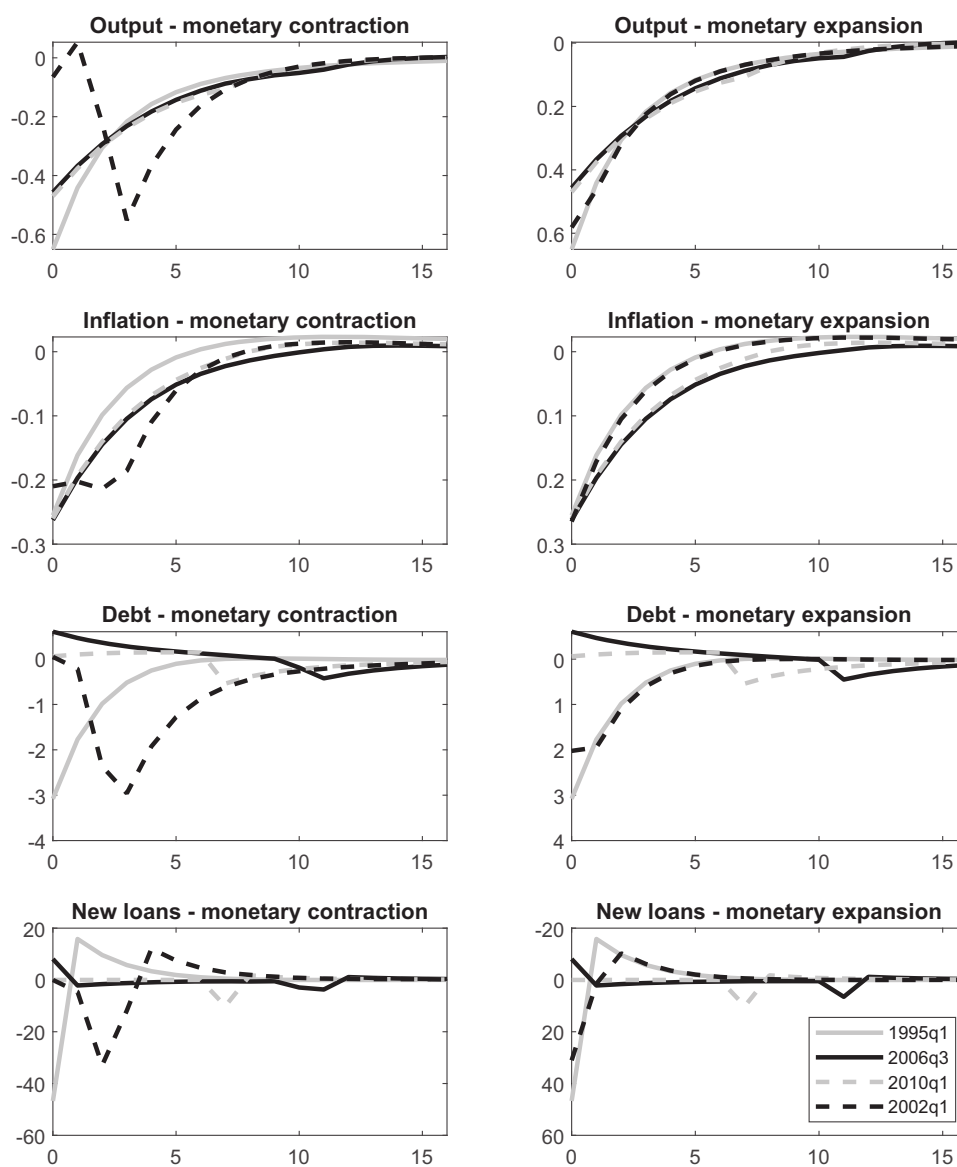 Output - monetary contraction
0
-0.2
-0.4
-0.6
0 5 10 15
Output - monetary expansion
0
0.2
0.4
0.6
0 5 10 15
Inflation - monetary contraction
0
-0.1
-0.2
-0.3
0 5 10 15
Inflation - monetary expansion
0
0.1
0.2
0.3
0 5 10 15
Debt - monetary contraction
0
-1
-2
-3
-4
0 5 10 15
Debt - monetary expansion
0
1
2
3
4
0 5 10 15
New loans - monetary contraction
20
0
-20
-40
-60
0 5 10 15
New loans - monetary expansion
-20
0
20
40
60
0 5 10 15
1995q1
2006q3
2010q1
2002q1